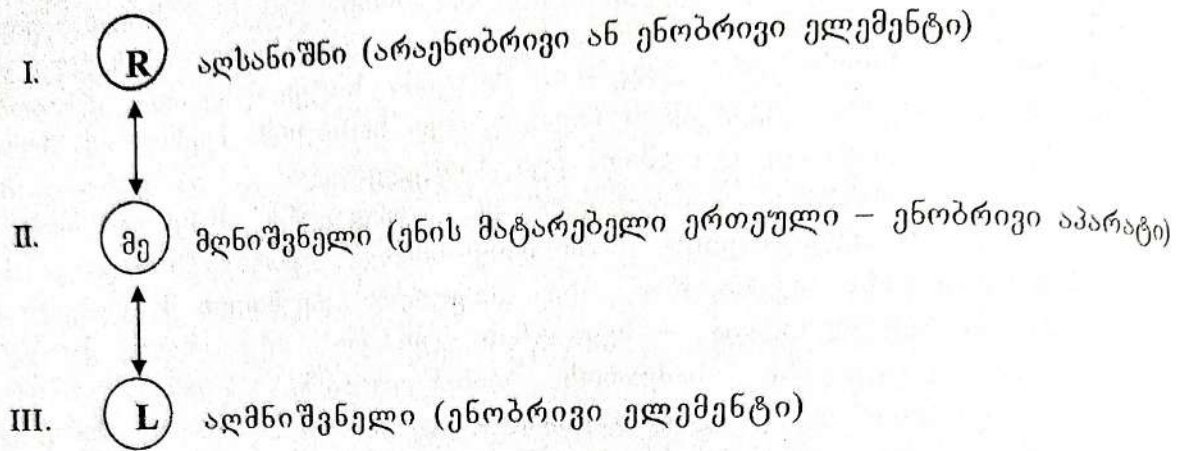 I. R აღსანიშნი (არაენობრივი ან ენობრივი ელემენტი)
II. მე მღნიშვნელი (ენის მატარებელი ერთეული – ენობრივი აპარატი)
III. L აღმნიშვნელი (ენობრივი ელემენტი)